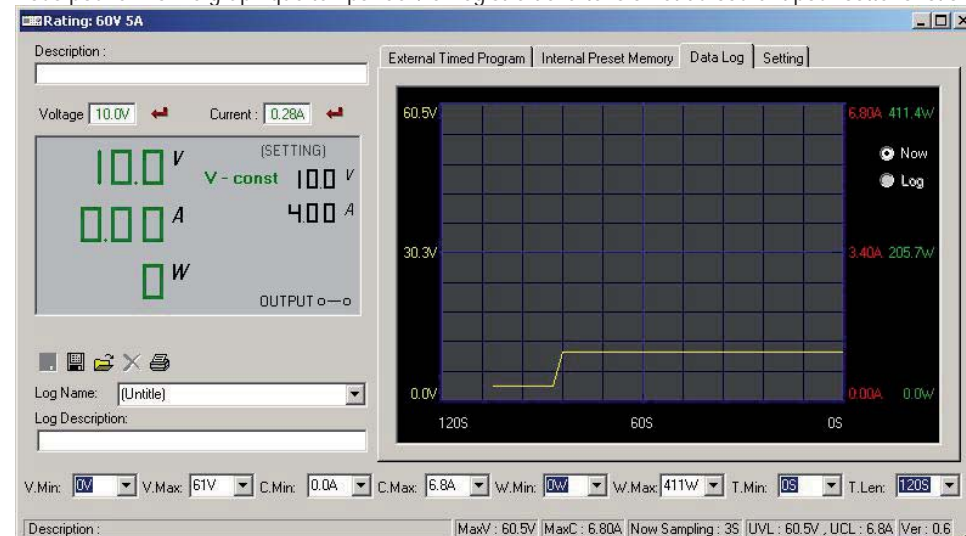 Rating: 60V 5A
Description :
External Timed Program Internal Preset Memory Data Log Setting
Voltage 10.0V Current : 0.28A
10.0 V
(SETTING)
V - const 10.0 V
0.00 A
4.00 A
0 W
OUTPUT
60.5V
6.80A 411.4W
Now
Log
30.3V
3.40A 205.7W
0.0V
0.00A 0.0W
120S 60S 0S
Log Name: (Untitle)
Log Description:
V.Min: 0V V.Max: 61V C.Min: 0.0A C.Max: 6.8A W.Min: 0W W.Max: 411W T.Min: 0S T.Len: 120S
Description : MaxV : 60.5V MaxC : 6.80A Now Sampling : 3S UVL : 60.5V , UCL : 6.8A Ver : 0.6